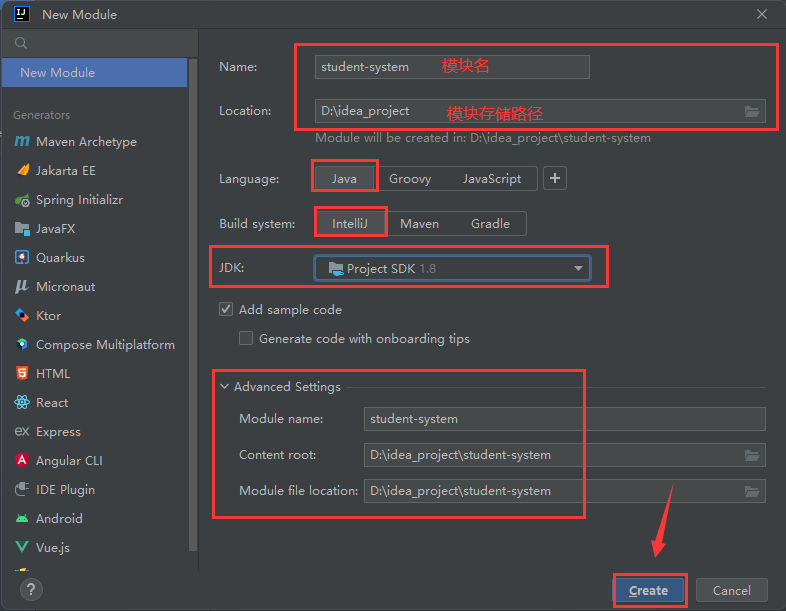 New Module
New Module
Generators
Maven Archetype
Jakarta EE
Spring Initializr
JavaFX
Quarkus
Micronaut
Ktor
Compose Multiplatform
HTML
React
Express
Angular CLI
IDE Plugin
Android
Vue.js
Name: student-system 模块名
Location: D:\idea_project 模块存储路径
Module will be created in: D:\idea_project\student-system
Language: Java Groovy JavaScript +
Build system: IntelliJ Maven Gradle
JDK: Project SDK 1.8
Add sample code
Generate code with onboarding tips
Advanced Settings
Module name: student-system
Content root: D:\idea_project\student-system
Module file location: D:\idea_project\student-system
? Create Cancel